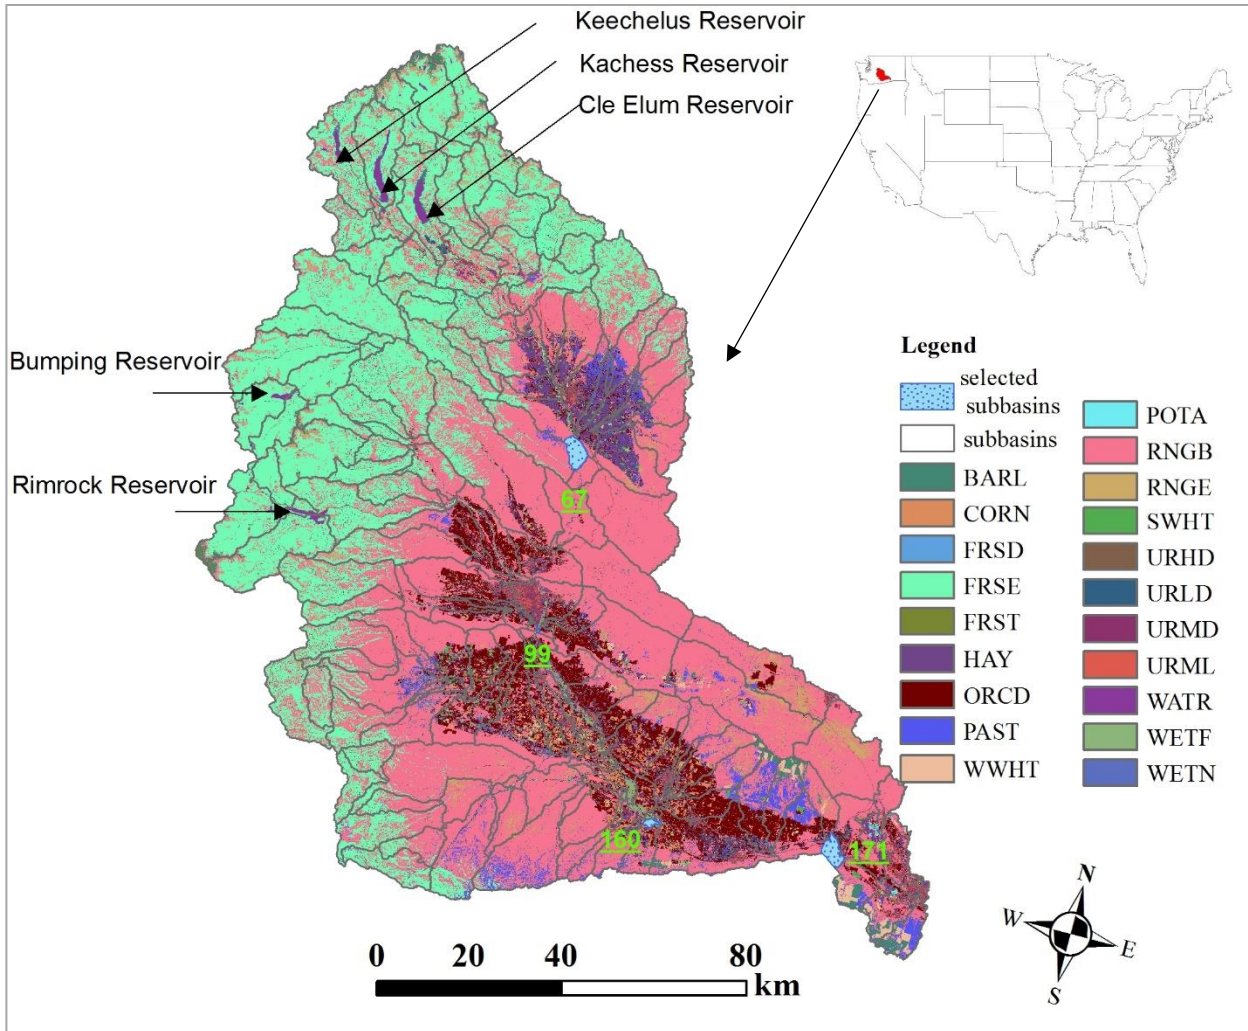 Keechelus Reservoir
Kachess Reservoir
Cle Elum Reservoir
Bumping Reservoir
Rimrock Reservoir
67
99
160
171
Legend
selected
subbasins
subbasins
BARL
CORN
FRSD
FRSE
FRST
HAY
ORCD
PAST
WWHT
POTA
RNGB
RNGE
SWHT
URHD
URLD
URMD
URML
WATR
WETF
WETN
N
W
E
S
0 20 40 80
km